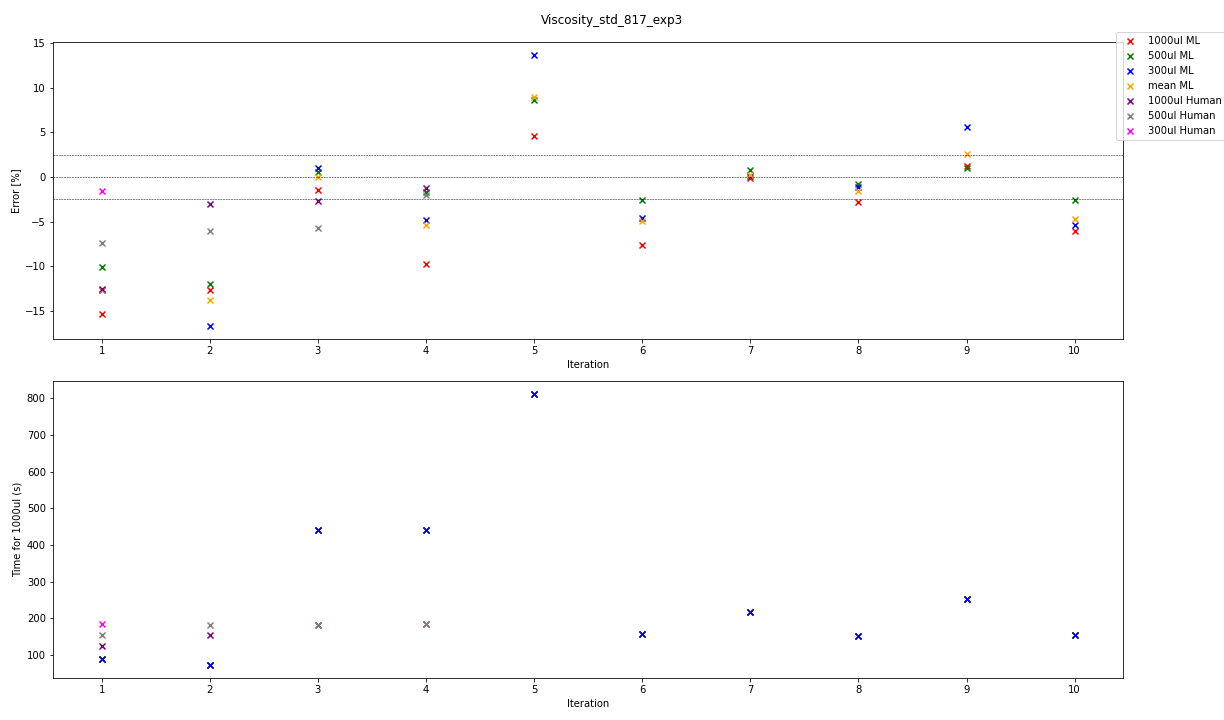 Viscosity_std_817_exp3
1000ul ML
500ul ML
300ul ML
mean ML
1000ul Human
500ul Human
300ul Human
Error [%]
15
10
5
0
−5
−10
−15
1 2 3 4 5 6 7 8 9 10
Iteration
Time for 1000ul (s)
800
700
600
500
400
300
200
100
1 2 3 4 5 6 7 8 9 10
Iteration